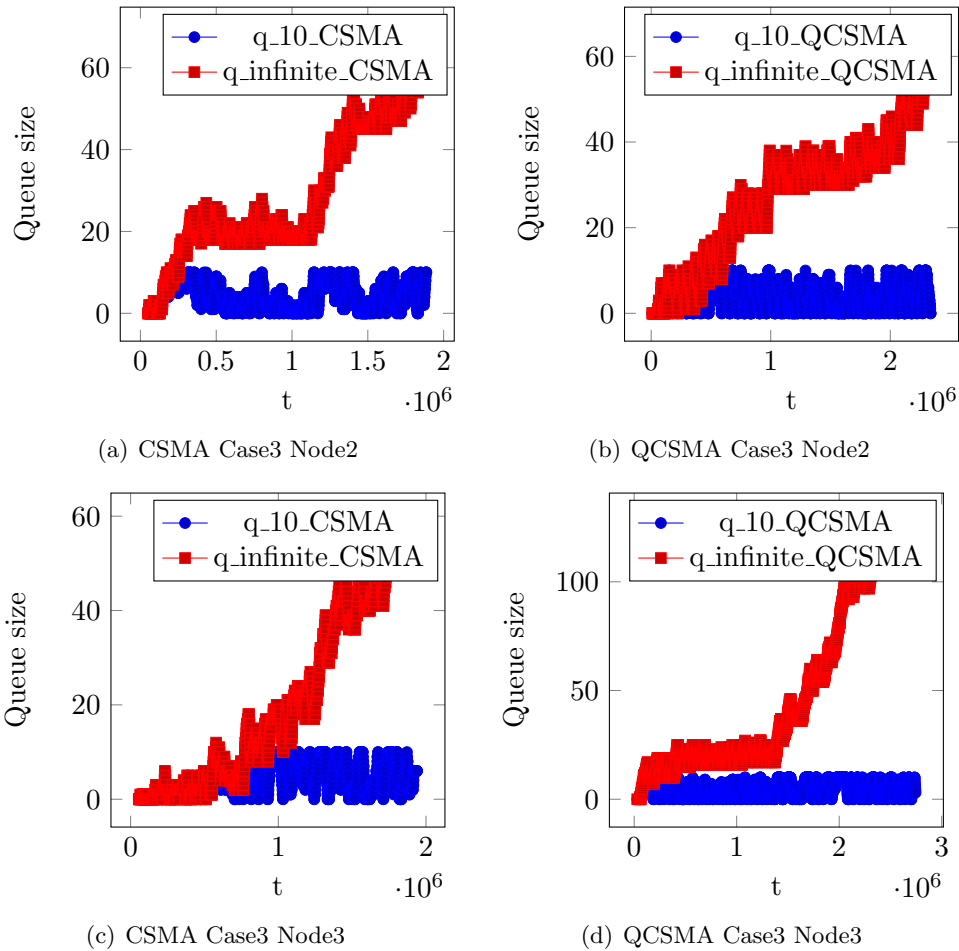 q_10_CSMA
q_infinite_CSMA
60
40
20
0
Queue size
0
0.5
1
1.5
2
t
·10^6
(a) CSMA Case3 Node2
q_10_QCSMA
q_infinite_QCSMA
60
40
20
0
Queue size
0
1
2
t
·10^6
(b) QCSMA Case3 Node2
q_10_CSMA
q_infinite_CSMA
60
40
20
0
Queue size
0
1
2
t
·10^6
(c) CSMA Case3 Node3
q_10_QCSMA
q_infinite_QCSMA
100
50
0
Queue size
0
1
2
3
t
·10^6
(d) QCSMA Case3 Node3